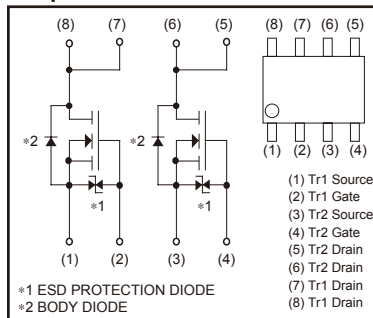 (8) (7) (6) (5)
(8) (7) (6) (5)
∗2
∗2
∗1
∗1
(1) (2) (3) (4)
(1) (2) (3) (4)
(1) Tr1 Source
(2) Tr1 Gate
(3) Tr2 Source
(4) Tr2 Gate
(5) Tr2 Drain
(6) Tr2 Drain
(7) Tr1 Drain
(8) Tr1 Drain
∗1 ESD PROTECTION DIODE
∗2 BODY DIODE